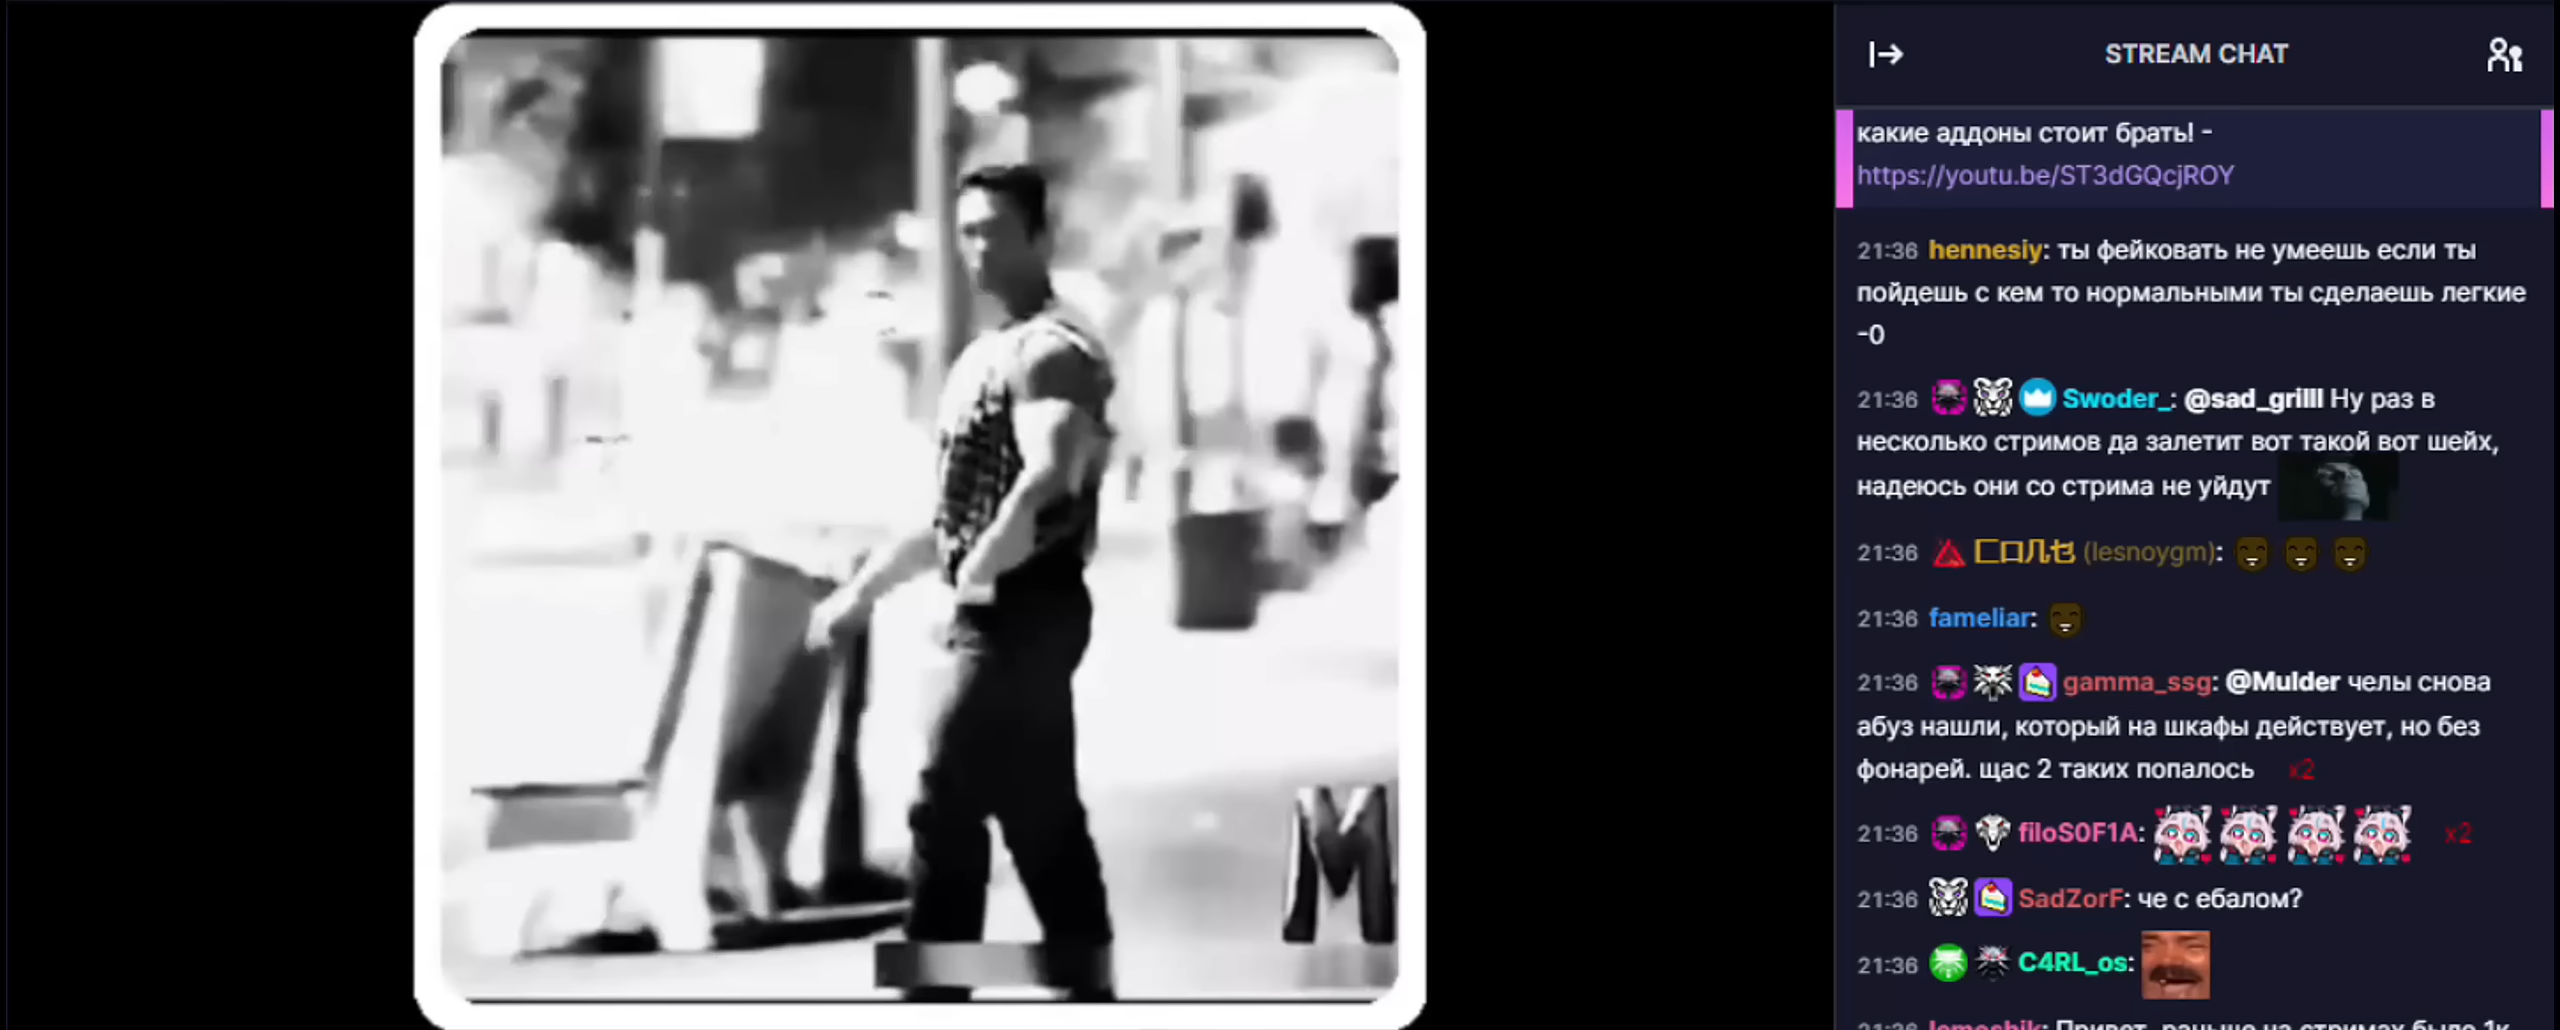 STREAM CHAT
какие аддоны стоит брать! -
https://youtu.be/ST3dGQcjROY
21:36 hennesiy: ты фейковать не умеешь если ты
пойдешь с кем то нормальными ты сделаешь легкие
-0
21:36 Swoder_: @sad_grilll Ну раз в
несколько стримов да залетит вот такой вот шейх,
надеюсь они со стрима не уйдут
21:36 (lesnoygm):
21:36 fameliar:
21:36 gamma_ssg: @Mulder челы снова
абуз нашли, который на шкафы действует, но без
фонарей. щас 2 таких попалось x2
21:36 filoS0F1A: x2
21:36 SadZorF: че с ебалом?
21:36 C4RL_os:
M